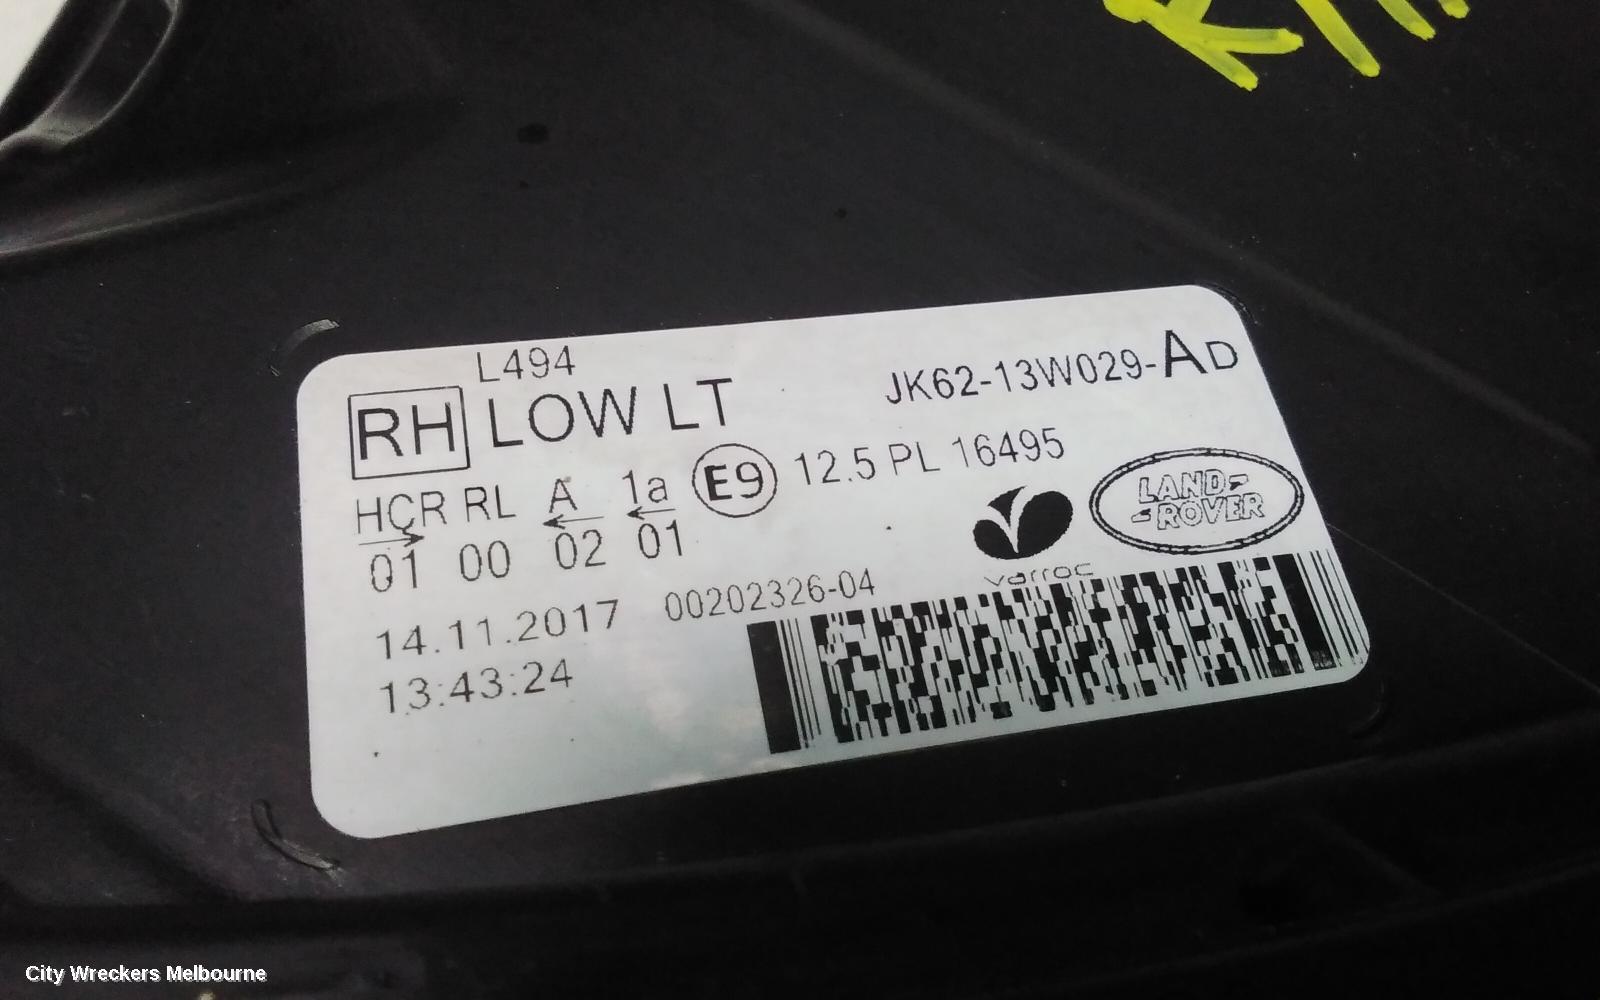 L494
RH LOW LT
JK62-13W029-AD
HCR RL A 1a
E9 12.5 PL 16495
01 00 02 01
LAND-
-ROVER
varroc
14.11.2017 00202326-04
13:43:24
City Wreckers Melbourne